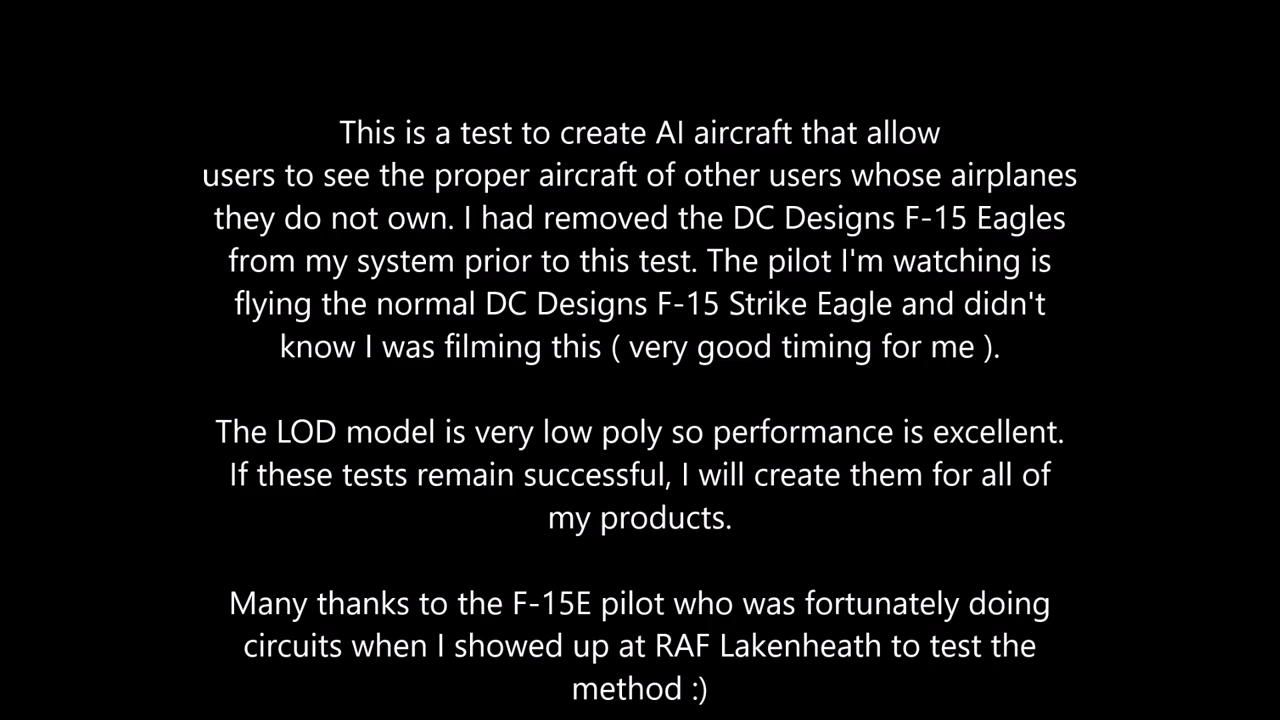 This is a test to create AI aircraft that allow
users to see the proper aircraft of other users whose airplanes
they do not own. I had removed the DC Designs F-15 Eagles
from my system prior to this test. The pilot I'm watching is
flying the normal DC Designs F-15 Strike Eagle and didn't
know I was filming this ( very good timing for me ).
The LOD model is very low poly so performance is excellent.
If these tests remain successful, I will create them for all of
my products.
Many thanks to the F-15E pilot who was fortunately doing
circuits when I showed up at RAF Lakenheath to test the
method :)